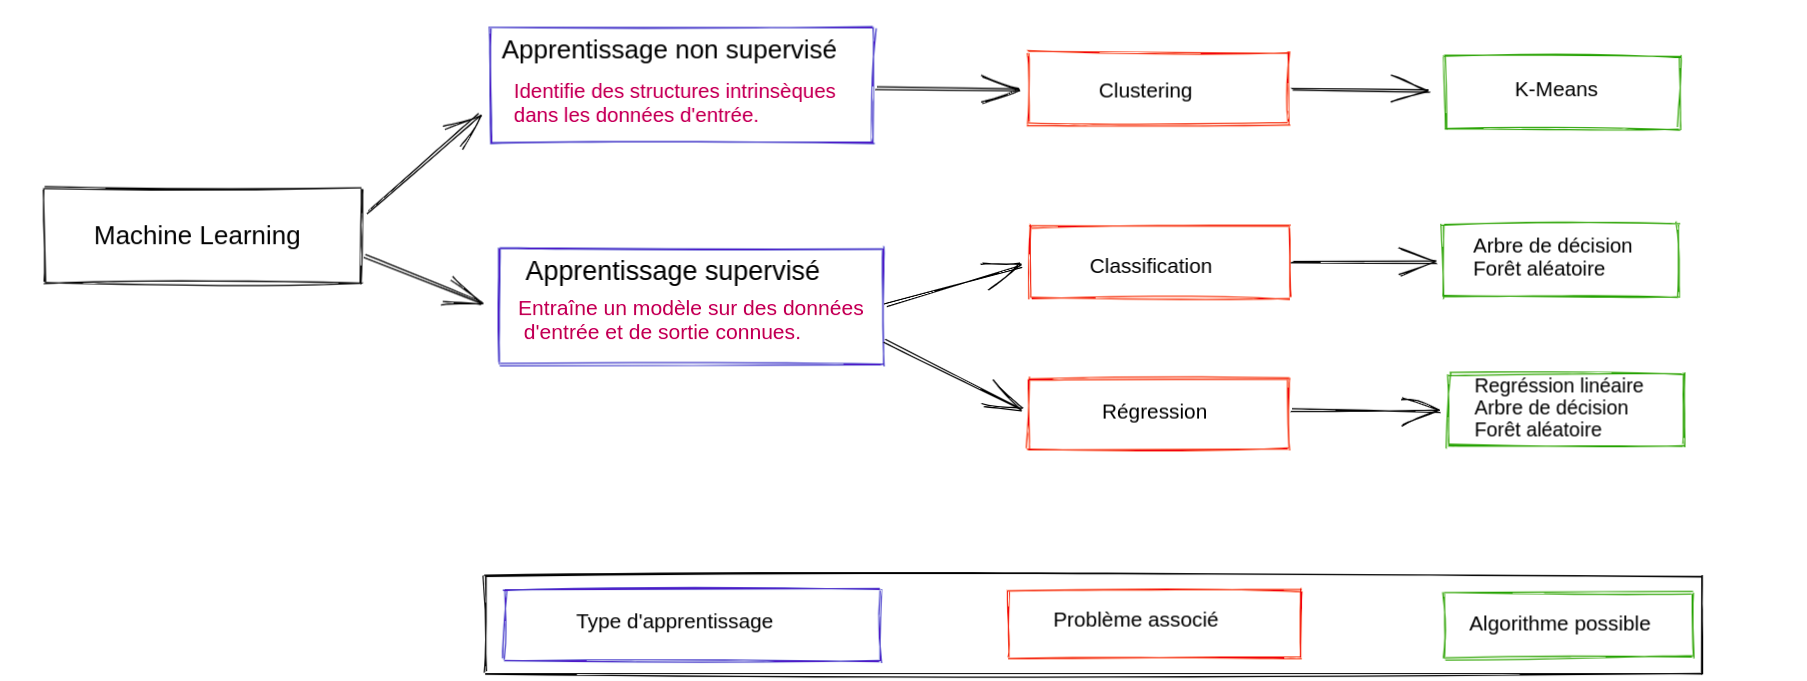 Apprentissage non supervisé
Identifie des structures intrinsèques
dans les données d'entrée.
Clustering
K-Means
Machine Learning
Apprentissage supervisé
Entraîne un modèle sur des données
d'entrée et de sortie connues.
Classification
Arbre de décision
Forêt aléatoire
Régression
Regréssion linéaire
Arbre de décision
Forêt aléatoire
Type d'apprentissage
Problème associé
Algorithme possible